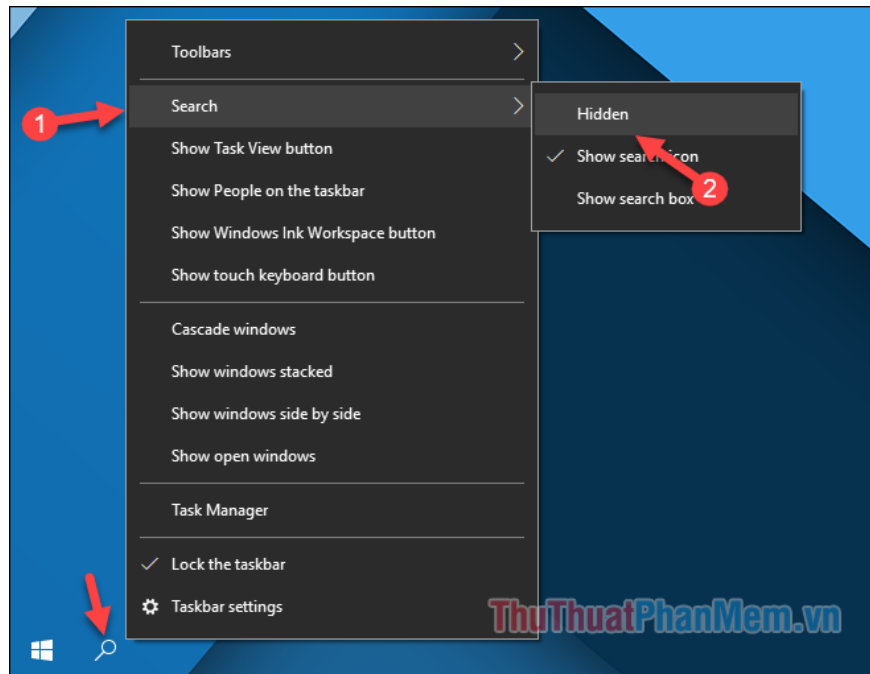 Toolbars
Search
Show Task View button
Show People on the taskbar
Show Windows Ink Workspace button
Show touch keyboard button
Cascade windows
Show windows stacked
Show windows side by side
Show open windows
Task Manager
Lock the taskbar
Taskbar settings
Hidden
Show search icon
Show search box
1
2
ThuThuatPhanMem.vn